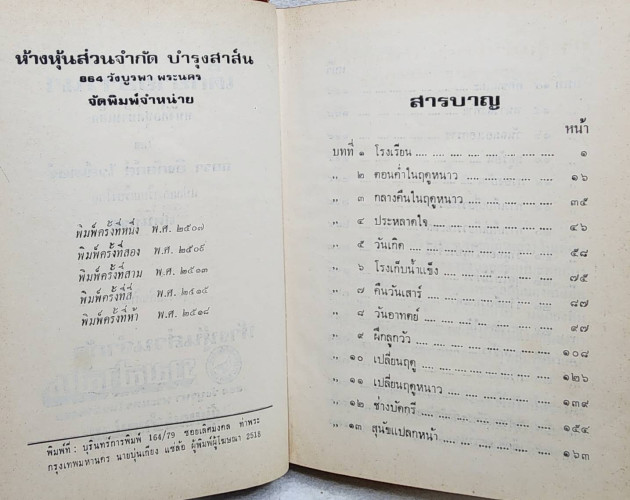 ห้างหุ้นส่วนจำกัด บำรุงสาส์น
๘๖๔ วังบูรพา พระนคร
จัดพิมพ์จำหน่าย
พิมพ์ครั้งที่หนึ่ง พ.ศ. ๒๕๐๗
พิมพ์ครั้งที่สอง พ.ศ. ๒๕๐๙
พิมพ์ครั้งที่สาม พ.ศ. ๒๕๑๓
พิมพ์ครั้งที่สี่ พ.ศ. ๒๕๑๕
พิมพ์ครั้งที่ห้า พ.ศ. ๒๕๑๘
พิมพ์ที่ : บุรินทร์การพิมพ์ 164/79 ซอยเลิศมงคล ท่าพระ
กรุงเทพมหานคร นายบุ่นเกียง แซ่ล้อ ผู้พิมพ์ผู้โฆษณา 2518
สารบาญ
หน้า
บทที่ ๑ โรงเรียน .... .... .... .... .... .... ๑
,, ๒ ตอนค่ำในฤดูหนาว .... .... .... .... ๑๖
,, ๓ กลางคืนในฤดูหนาว .... .... .... .... ๓๕
,, ๔ ประหลาดใจ .... .... .... .... .... ๔๖
,, ๕ วันเกิด .... .... .... .... .... .... ๕๘
,, ๖ โรงเก็บน้ำแข็ง .... .... .... .... .... ๗๕
,, ๗ คืนวันเสาร์ .... .... .... .... .... ๘๗
,, ๘ วันอาทตย์ .... .... .... .... .... .... ๙๗
,, ๙ ฝึกลูกวัว .... .... .... .... .... .... ๑๐๘
,, ๑๐ เปลี่ยนฤดู .... .... .... .... .... .... ๑๒๖
,, ๑๑ เปลี่ยนฤดูหนาว .... .... .... .... .... ๑๓๙
,, ๑๒ ช่างบัดกรี .... .... .... .... .... .... ๑๕๔
,, ๑๓ สุนัขแปลกหน้า .... .... .... .... .... ๑๖๓